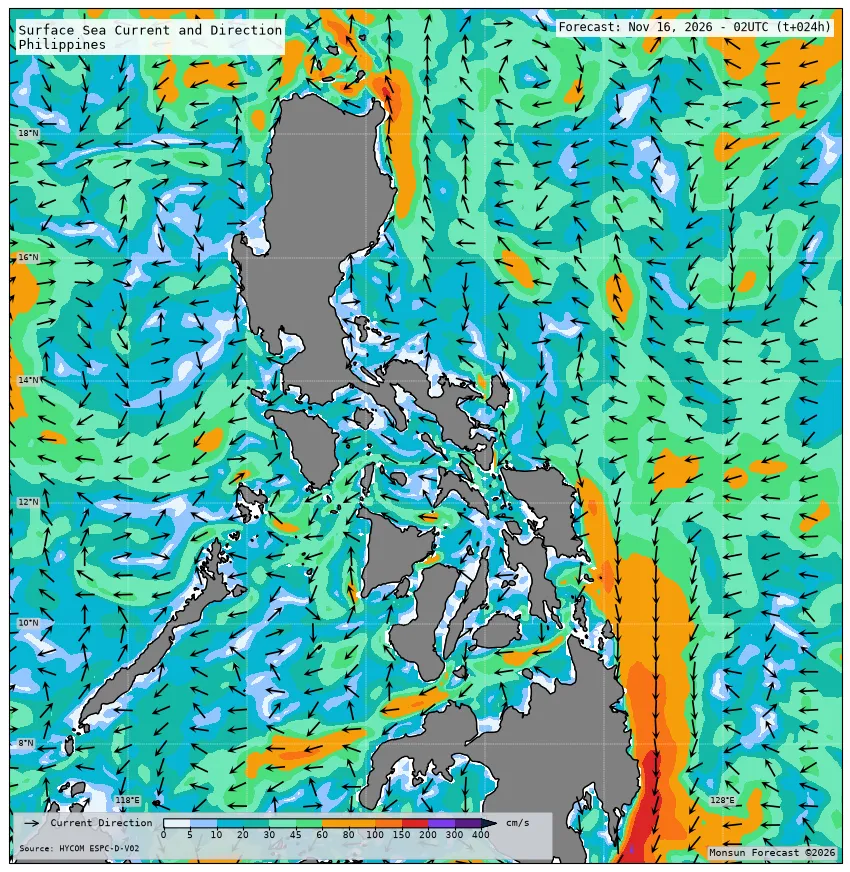 Surface Sea Current and Direction
Philippines
Forecast: Nov 16, 2026 - 02UTC (t+024h)
18°N
16°N
14°N
12°N
10°N
8°N
118°E
128°E
Current Direction
0 5 10 20 30 45 60 80 100 150 200 300 400
cm/s
Source: HYCOM ESPC-D-V02
Monsun Forecast ©2026